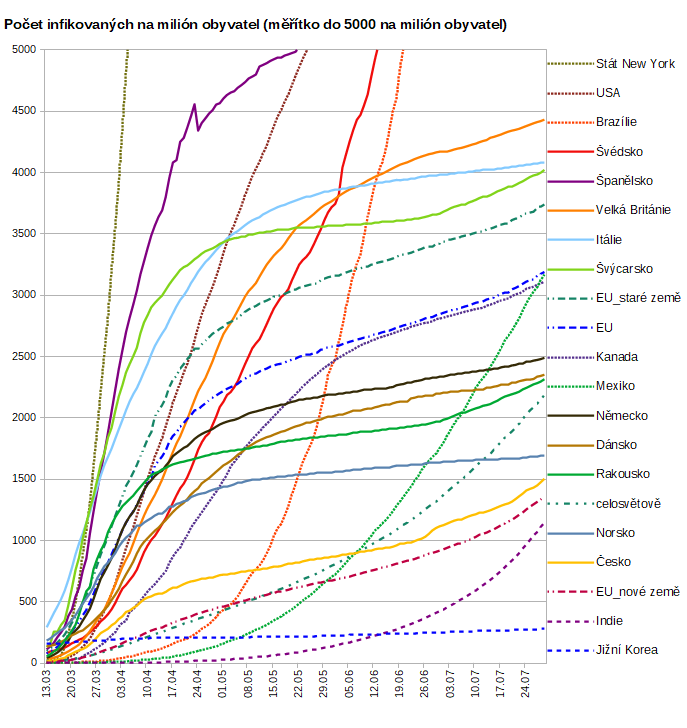 Počet infikovaných na milión obyvatel (měřítko do 5000 na milión obyvatel)
5000
4500
4000
3500
3000
2500
2000
1500
1000
500
0
13.03
20.03
27.03
03.04
10.04
17.04
24.04
01.05
08.05
15.05
22.05
29.05
05.06
12.06
19.06
26.06
03.07
10.07
17.07
24.07
Stát New York
USA
Brazílie
Švédsko
Španělsko
Velká Británie
Itálie
Švýcarsko
EU_staré země
EU
Kanada
Mexiko
Německo
Dánsko
Rakousko
celosvětově
Norsko
Česko
EU_nové země
Indie
Jižní Korea